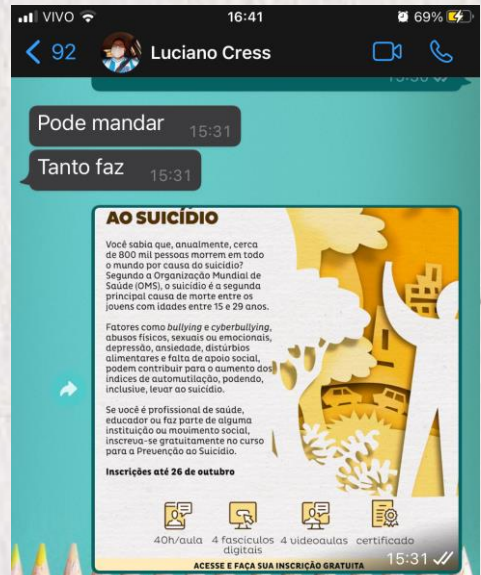 VIVO 16:41 69%
92 Luciano Cress
Pode mandar 15:31
Tanto faz 15:31
AO SUICÍDIO
Você sabia que, anualmente, cerca
de 800 mil pessoas morrem em todo
o mundo por causa do suicídio?
Segundo a Organização Mundial de
Saúde (OMS), o suicídio é a segunda
principal causa de morte entre os
jovens com idades entre 15 e 29 anos.
Fatores como bullying e cyberbullying,
abusos físicos, sexuais ou emocionais,
depressão, ansiedade, distúrbios
alimentares e falta de apoio social,
podem contribuir para o aumento dos
índices de automutilação, podendo,
inclusive, levar ao suicídio.
Se você é profissional de saúde,
educador ou faz parte de alguma
instituição ou movimento social,
inscreva-se gratuitamente no curso
para a Prevenção ao Suicídio.
Inscrições até 26 de outubro
40h/aula 4 fascículos 4 videoaulas certificado
digitais
ACESSE E FAÇA SUA INSCRIÇÃO GRATUITA 15:31